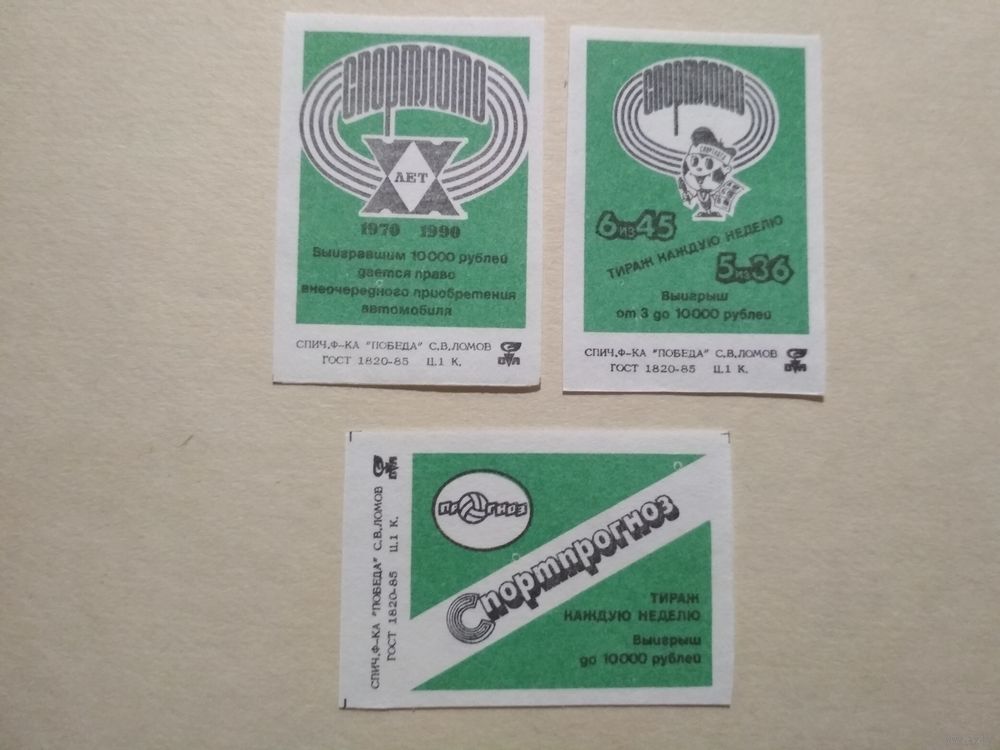 СПОРТЛОТО
ЛЕТ
1970 1990
Выигравшим 10000 рублей
дается право
внеочередного приобретения
автомобиля
СПИЧ.Ф-КА "ПОБЕДА" С.В.ЛОМОВ
ГОСТ 1820-85 Ц.1 К.
СПОРТЛОТО
СПОРТЛОТО
6 из 45
ТИРАЖ КАЖДУЮ НЕДЕЛЮ
5 из 36
Выигрыш
от 3 до 10000 рублей
СПИЧ.Ф-КА "ПОБЕДА" С.В.ЛОМОВ
ГОСТ 1820-85 Ц.1 К.
СПИЧ.Ф-КА "ПОБЕДА" С.В.ЛОМОВ
ГОСТ 1820-85 Ц.1 К.
ПРОГНОЗ
Спортпрогноз
ТИРАЖ
КАЖДУЮ НЕДЕЛЮ
Выигрыш
до 10000 рублей